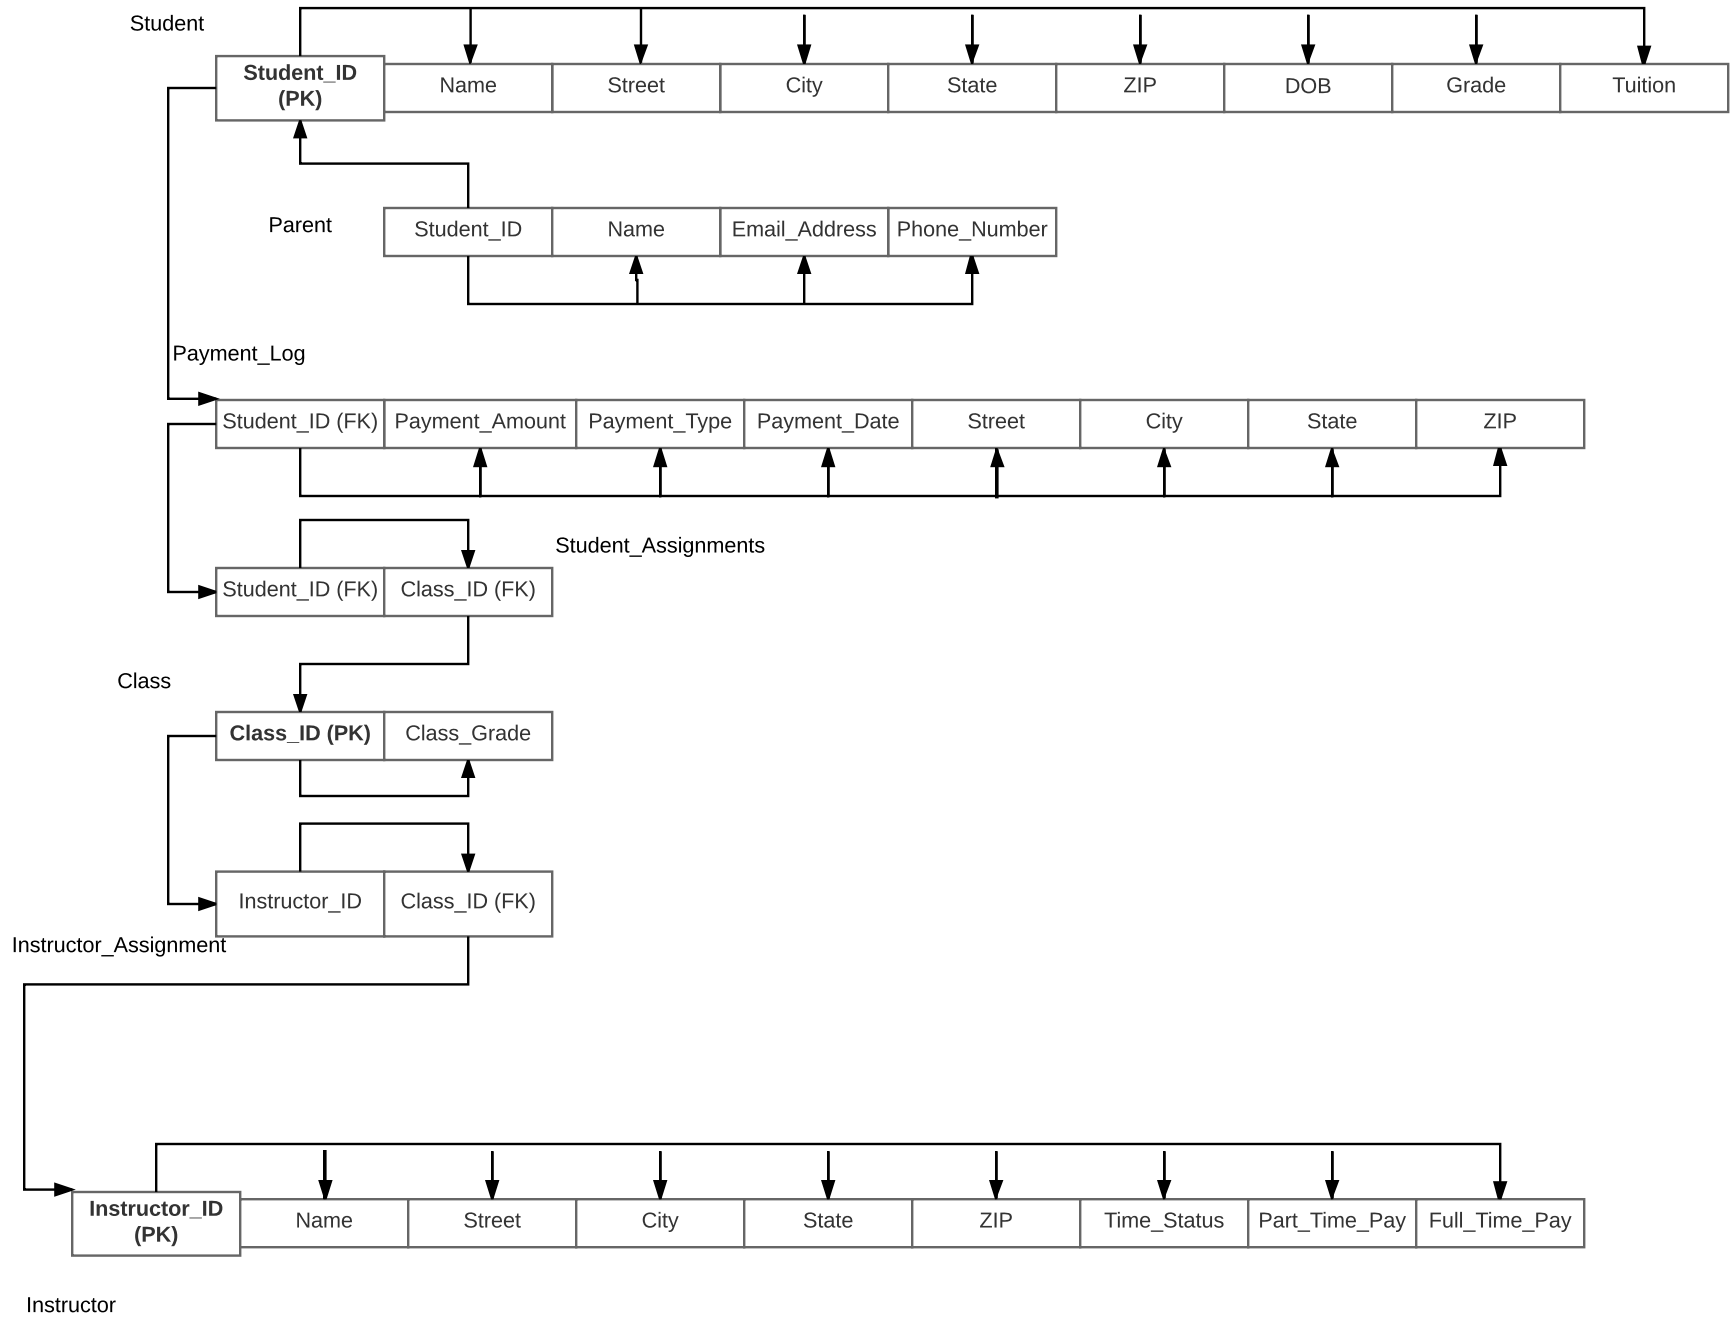 Student
Student_ID
(PK)
Name
Street
City
State
ZIP
DOB
Grade
Tuition
Parent
Student_ID
Name
Email_Address
Phone_Number
Payment_Log
Student_ID (FK)
Payment_Amount
Payment_Type
Payment_Date
Street
City
State
ZIP
Student_Assignments
Student_ID (FK)
Class_ID (FK)
Class
Class_ID (PK)
Class_Grade
Instructor_ID
Class_ID (FK)
Instructor_Assignment
Instructor_ID
(PK)
Name
Street
City
State
ZIP
Time_Status
Part_Time_Pay
Full_Time_Pay
Instructor